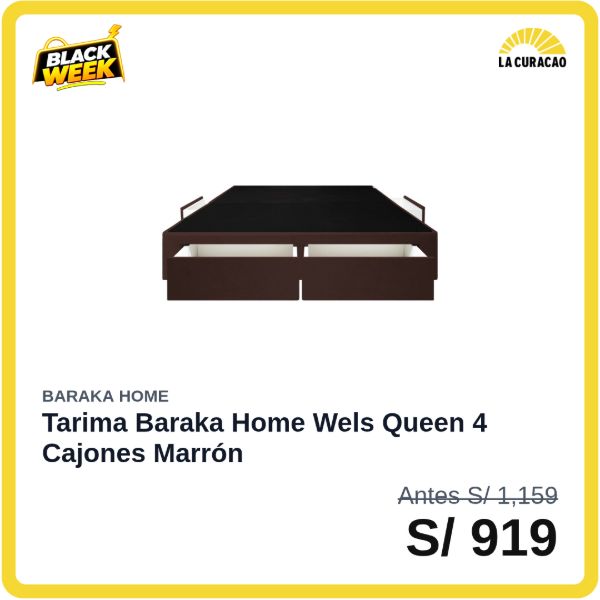 BLACK
WEEK
LA CURACAO
BARAKA HOME
Tarima Baraka Home Wels Queen 4
Cajones Marrón
Antes S/ 1,159
S/ 919